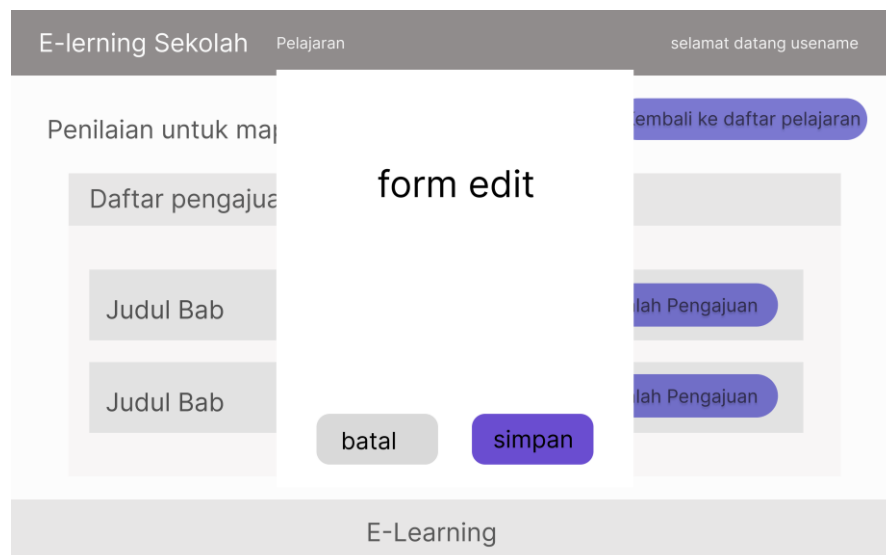 E-lerning Sekolah Pelajaran selamat datang usename
Penilaian untuk map
embali ke daftar pelajaran
form edit
Daftar pengajua
Judul Bab
lah Pengajuan
Judul Bab
lah Pengajuan
batal simpan
E-Learning